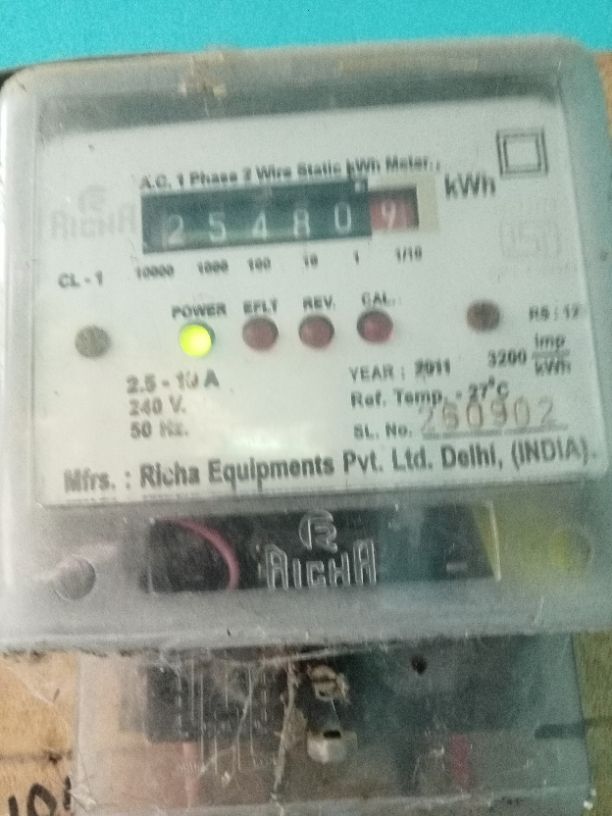 A.C. 1 Phase 2 Wire Static kWh Meter
RICHA
2 5 4 8 0 9 kWh
10000 1000 100 10 1 1/10
CL - 1
POWER EFLT REV. CAL.
RS : 17
2.5 - 10 A
YEAR : 2011
3200 imp/kWh
240 V.
Ref. Temp. - 27°C
50 Hz.
SL. No. 260902
Mfrs. : Richa Equipments Pvt. Ltd. Delhi, (INDIA).
RICHA